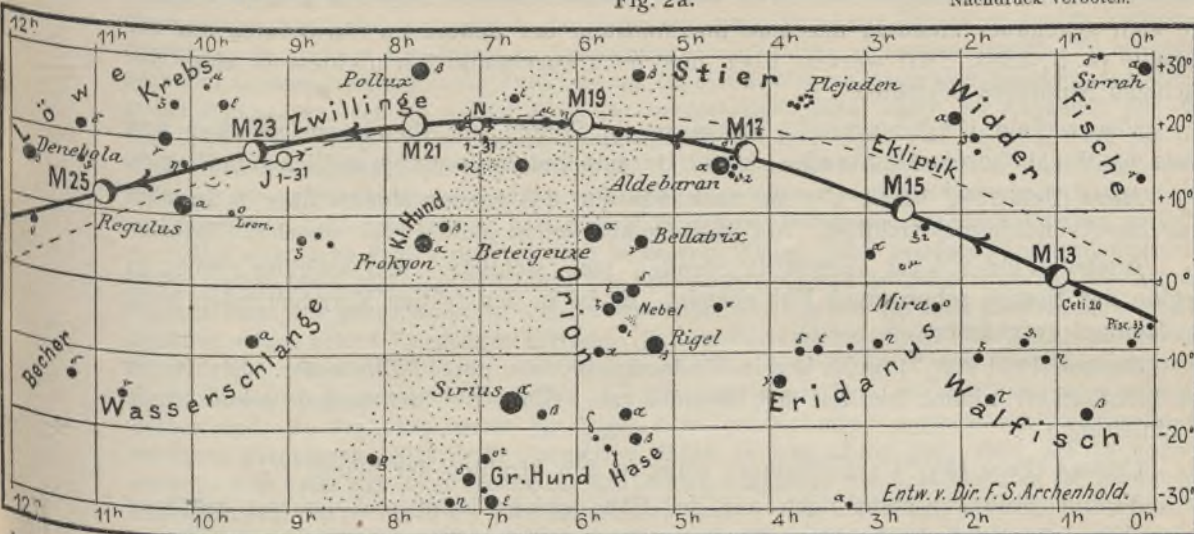 Fig. 2a.
Nachdruck verboten.
12h 11h 10h 9h 8h 7h 6h 5h 4h 3h 2h 1h 0h
+30°
+20°
+10°
0°
-10°
-20°
-30°
Löwe
Krebs
Pollux
Zwillinge
Stier
Plejaden
Widder
Fische
Sirrah
Denebola
M25
M23
M21
N
1-31
M19
M17
M15
M13
J 1-31
Ekliptik
Aldebaran
Regulus
Leon.
Kl. Hund
Prokyon
Beteigeuze
Bellatrix
Orion
Nebel
Rigel
Mira
Ceti 20
Pisc. 33
Becher
Wasserschlange
Sirius
Eridanus
Walfisch
Hase
Gr. Hund
Entw. v. Dir. F. S. Archenhold.
12h 11h 10h 9h 8h 7h 6h 5h 4h 3h 2h 1h 0h